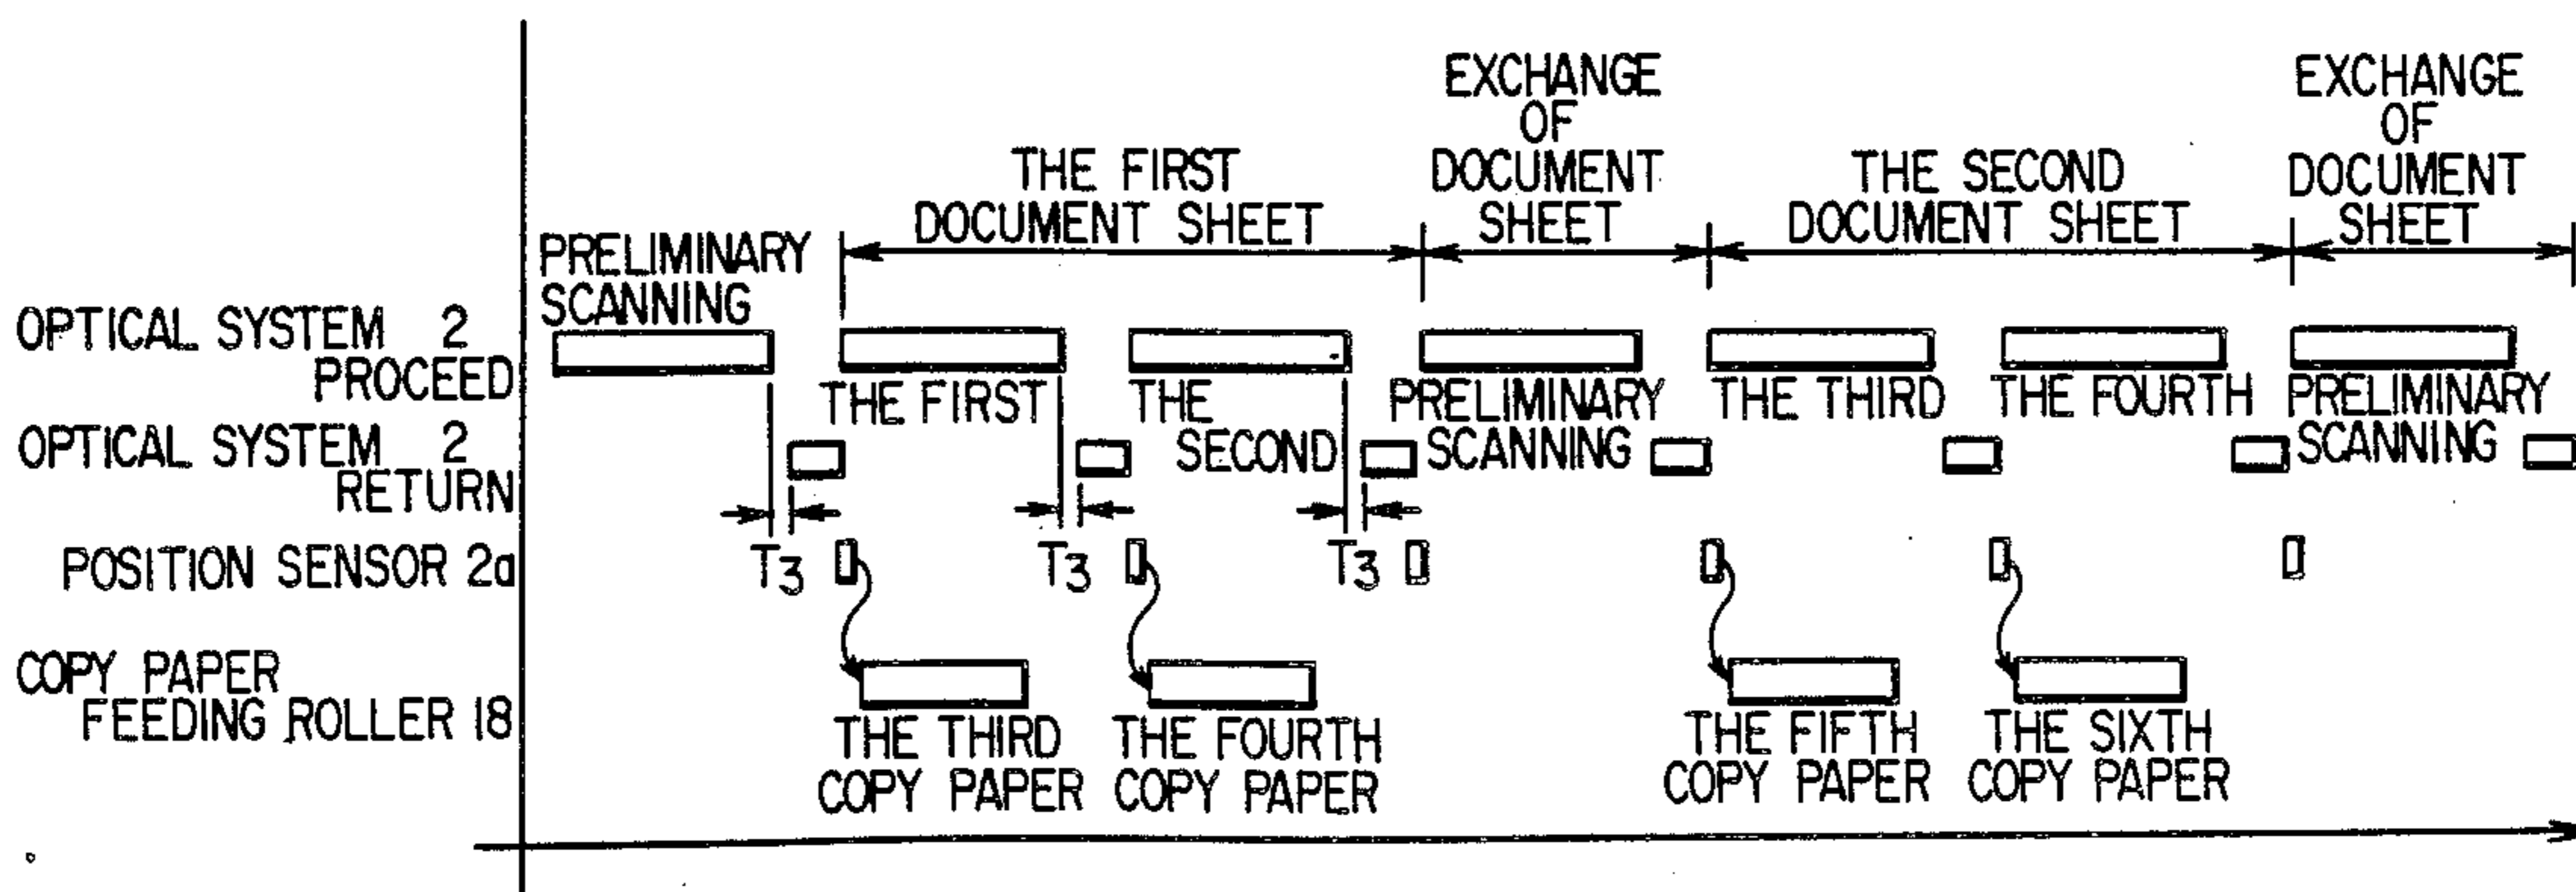 EXCHANGE
OF
DOCUMENT
SHEET
EXCHANGE
OF
DOCUMENT
SHEET
THE FIRST
DOCUMENT SHEET
THE SECOND
DOCUMENT SHEET
PRELIMINARY
SCANNING
OPTICAL SYSTEM 2
PROCEED
THE FIRST
THE
SECOND
PRELIMINARY
SCANNING
THE THIRD
THE FOURTH
PRELIMINARY
SCANNING
OPTICAL SYSTEM 2
RETURN
T3
T3
T3
POSITION SENSOR 2a
COPY PAPER
FEEDING ROLLER 18
THE THIRD
COPY PAPER
THE FOURTH
COPY PAPER
THE FIFTH
COPY PAPER
THE SIXTH
COPY PAPER